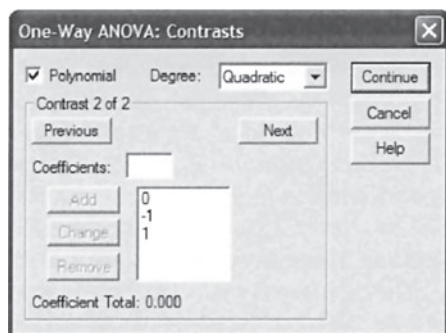 One-Way ANOVA: Contrasts
Polynomial Degree: Quadratic Continue
Contrast 2 of 2 Cancel
Previous Next Help
Coefficients:
Add 0
-1
Change 1
Remove
Coefficient Total: 0.000